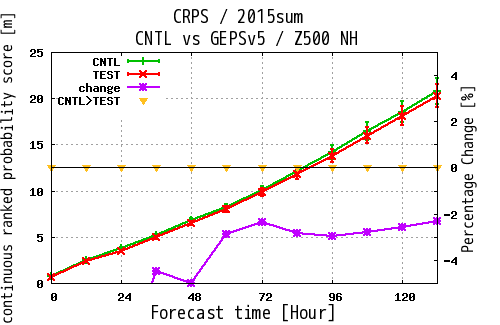 CRPS / 2015sum
CNTL vs GEPSv5 / Z500 NH
continuous ranked probability score [m]
25
20
15
10
5
0
CNTL
TEST
change
CNTL>TEST
4
2
0
-2
-4
Percentage Change [%]
0 24 48 72 96 120
Forecast time [Hour]